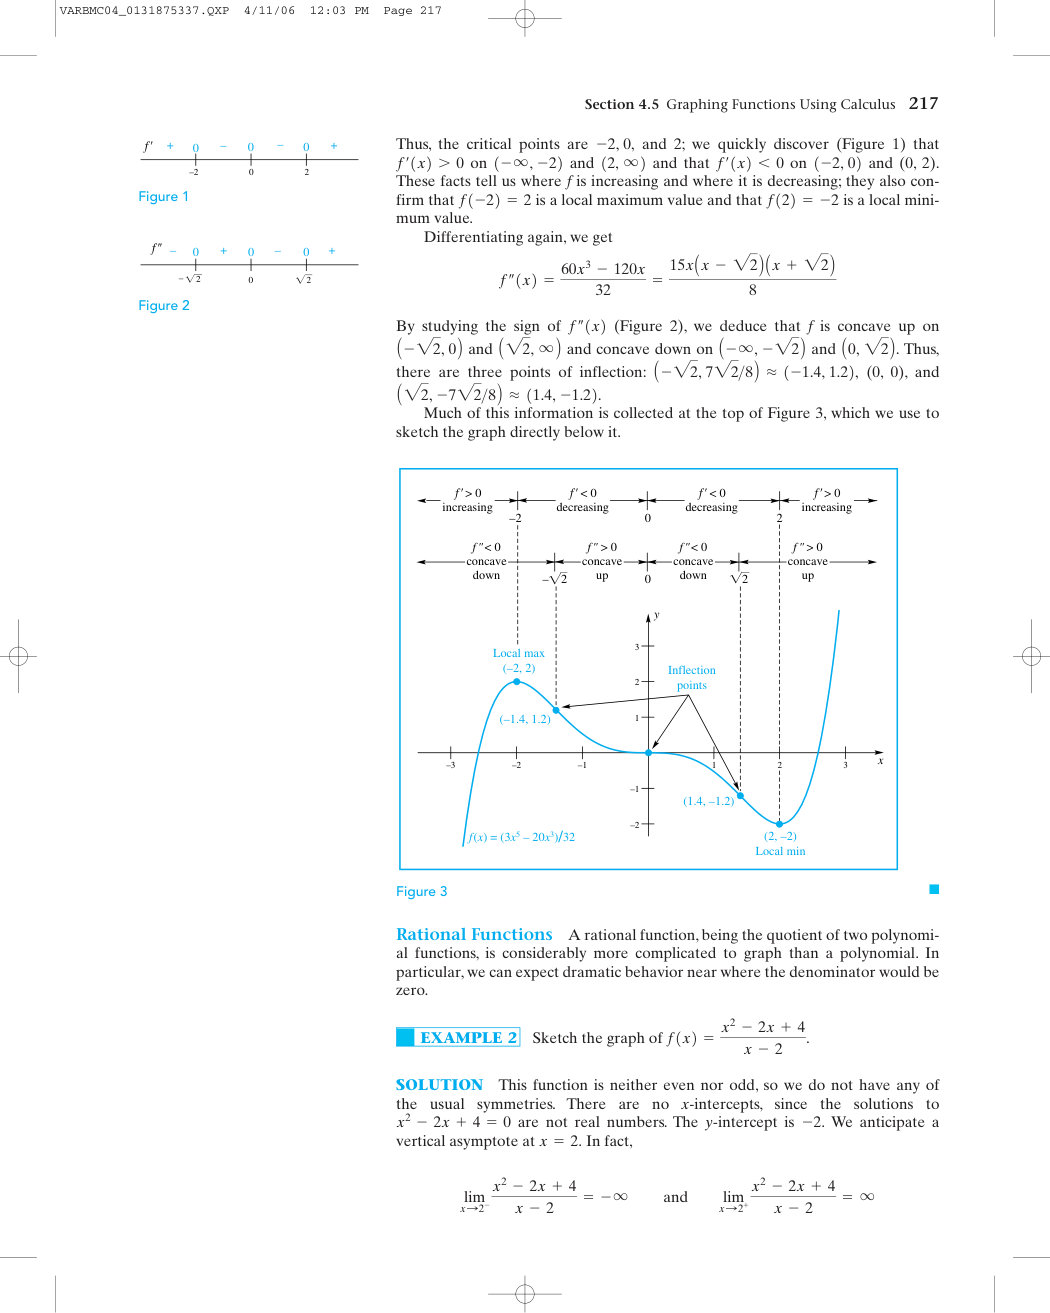 VARBMC04_0131875337.QXP 4/11/06 12:03 PM Page 217
Section 4.5 Graphing Functions Using Calculus 217
f′ + 0 − 0 − 0 +
−2 0 2
Figure 1
f″ − 0 + 0 − 0 +
−√2 0 √2
Figure 2
Thus, the critical points are −2, 0, and 2; we quickly discover (Figure 1) that
f′(x) > 0 on (−∞, −2) and (2, ∞) and that f′(x) < 0 on (−2, 0) and (0, 2).
These facts tell us where f is increasing and where it is decreasing; they also con-
firm that f(−2) = 2 is a local maximum value and that f(2) = −2 is a local mini-
mum value.
Differentiating again, we get
f″(x) = (60x³ − 120x)/32 = 15x(x − √2)(x + √2)/8
By studying the sign of f″(x) (Figure 2), we deduce that f is concave up on
(−√2, 0) and (√2, ∞) and concave down on (−∞, −√2) and (0, √2). Thus,
there are three points of inflection: (−√2, 7√2/8) ≈ (−1.4, 1.2), (0, 0), and
(√2, −7√2/8) ≈ (1.4, −1.2).
Much of this information is collected at the top of Figure 3, which we use to
sketch the graph directly below it.
f′ > 0 f′ < 0 f′ < 0 f′ > 0
increasing decreasing decreasing increasing
−2 0 2
f″ < 0 f″ > 0 f″ < 0 f″ > 0
concave concave concave concave
down up down up
−√2 0 √2
y
3
Local max
(−2, 2)
Inflection
points
2
(−1.4, 1.2)
1
−3 −2 −1 1 2 3 x
−1
(1.4, −1.2)
−2
f(x) = (3x⁵ − 20x³)/32
(2, −2)
Local min
Figure 3
Rational Functions A rational function, being the quotient of two polynomi-
al functions, is considerably more complicated to graph than a polynomial. In
particular, we can expect dramatic behavior near where the denominator would be
zero.
EXAMPLE 2 Sketch the graph of f(x) = (x² − 2x + 4)/(x − 2).
SOLUTION This function is neither even nor odd, so we do not have any of
the usual symmetries. There are no x-intercepts, since the solutions to
x² − 2x + 4 = 0 are not real numbers. The y-intercept is −2. We anticipate a
vertical asymptote at x = 2. In fact,
lim x→2⁻ (x² − 2x + 4)/(x − 2) = −∞ and lim x→2⁺ (x² − 2x + 4)/(x − 2) = ∞